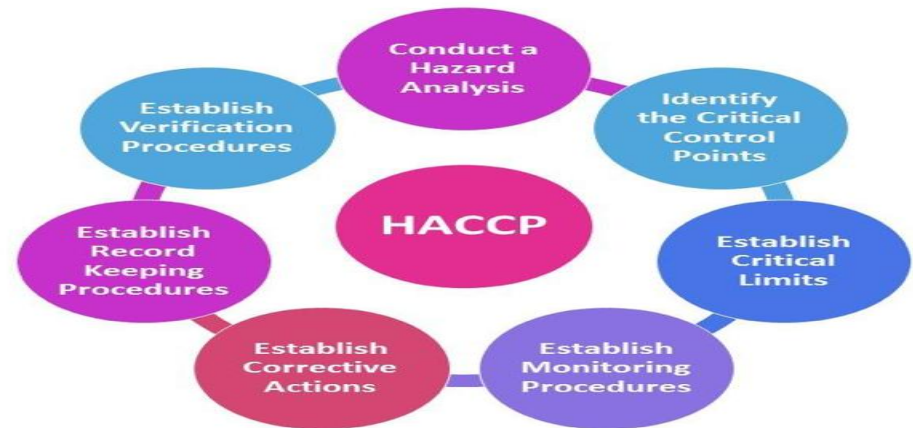 Conduct a
Hazard
Analysis
Identify
the Critical
Control
Points
Establish
Critical
Limits
Establish
Monitoring
Procedures
Establish
Corrective
Actions
Establish
Record
Keeping
Procedures
Establish
Verification
Procedures
HACCP